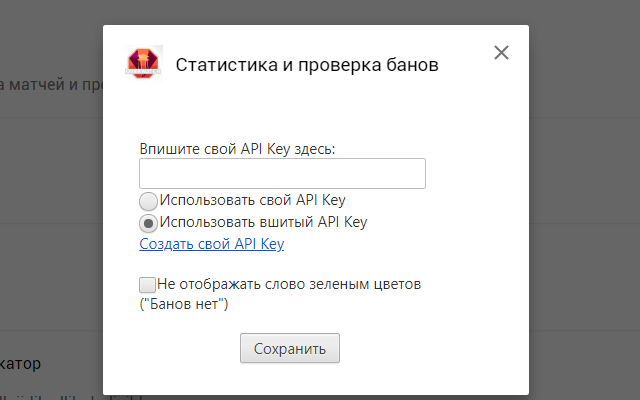 Статистика и проверка банов
а матчей и про
Впишите свой API Key здесь:
Использовать свой API Key
Использовать вшитый API Key
Создать свой API Key
Не отображать слово зеленым цветов
("Банов нет")
Сохранить
катор